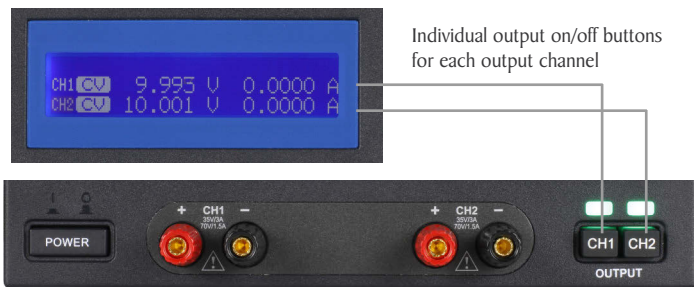 Individual output on/off buttons
for each output channel
CH1 CV 9.993 V 0.0000 A
CH2 CV 10.001 V 0.0000 A
I O
POWER
+ CH1 −
35V/3A
70V/1.5A
+ CH2 −
35V/3A
70V/1.5A
CH1 CH2
OUTPUT